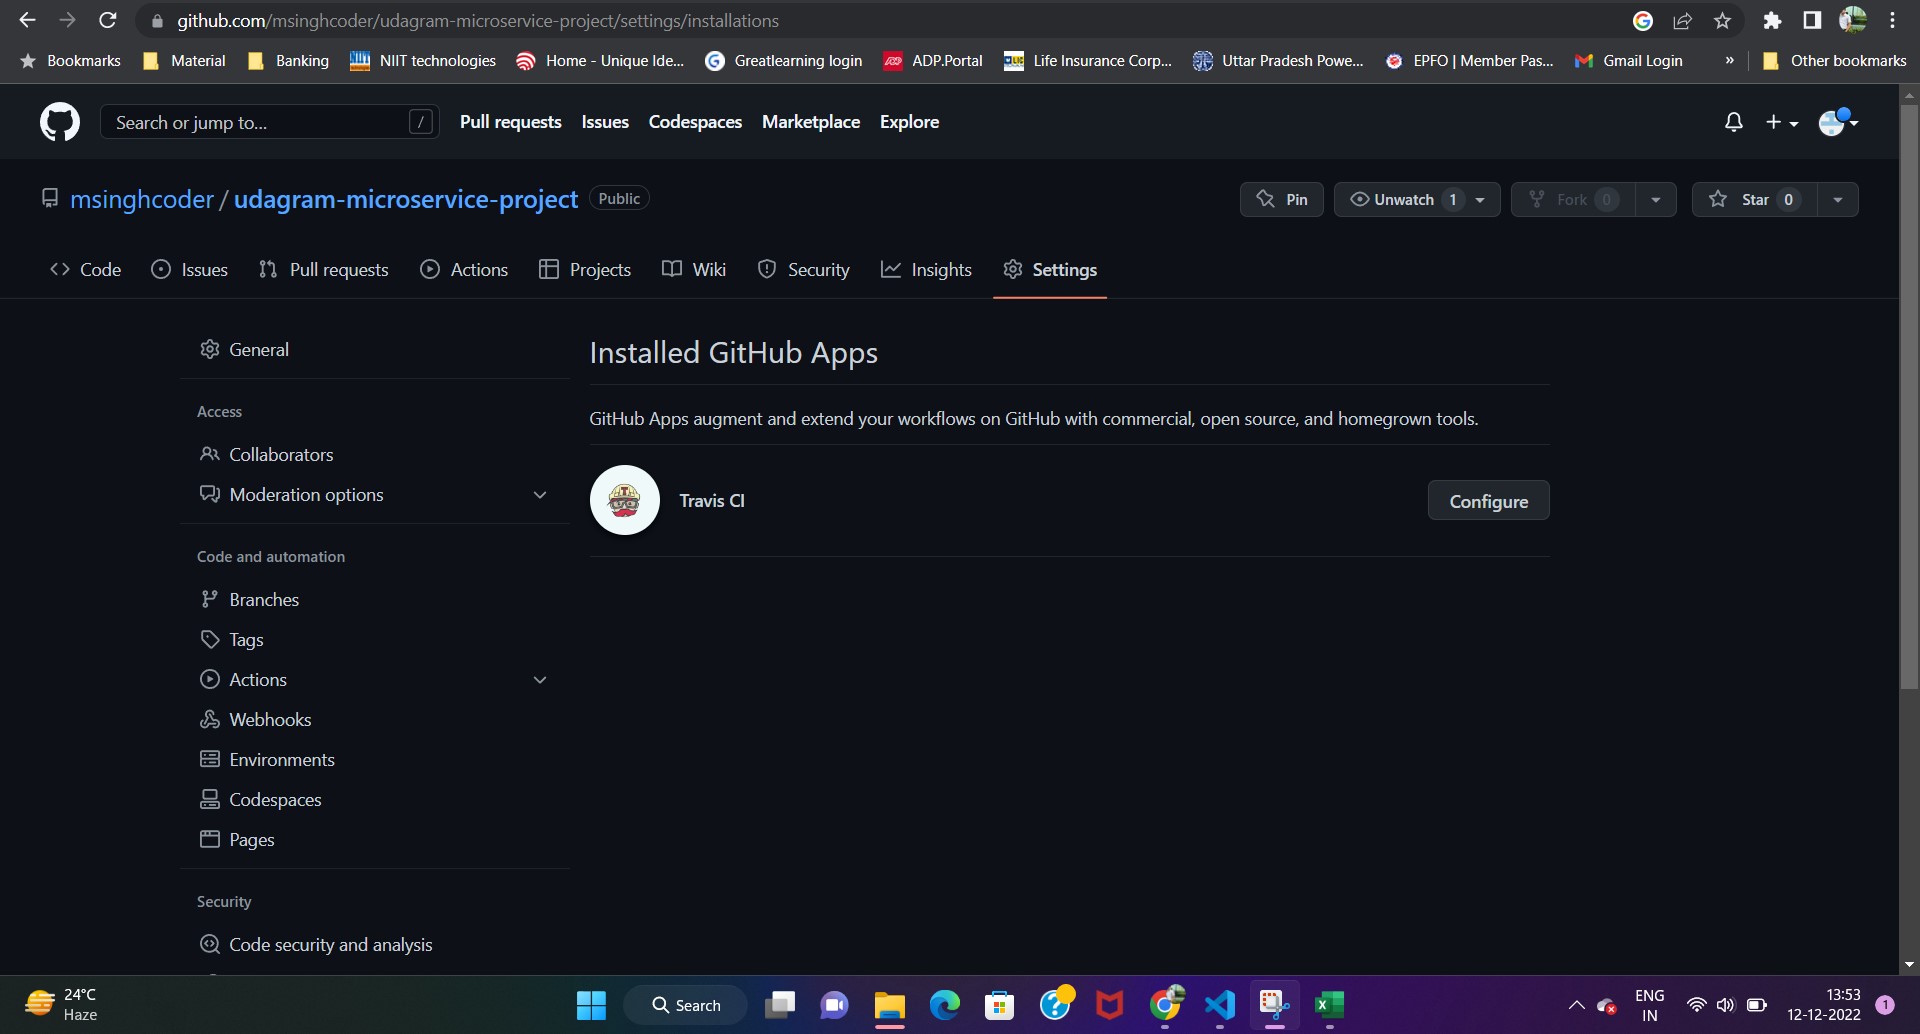 github.com/msinghcoder/udagram-microservice-project/settings/installations
Bookmarks Material Banking NIIT technologies Home - Unique Ide... Greatlearning login ADP.Portal Life Insurance Corp... Uttar Pradesh Powe... EPFO | Member Pas... Gmail Login » Other bookmarks
Search or jump to... / Pull requests Issues Codespaces Marketplace Explore
msinghcoder / udagram-microservice-project Public Pin Unwatch 1 Fork 0 Star 0
Code Issues Pull requests Actions Projects Wiki Security Insights Settings
General
Access
Collaborators
Moderation options
Code and automation
Branches
Tags
Actions
Webhooks
Environments
Codespaces
Pages
Security
Code security and analysis
Installed GitHub Apps
GitHub Apps augment and extend your workflows on GitHub with commercial, open source, and homegrown tools.
Travis CI Configure
24°C
Haze
Search
ENG
IN
13:53
12-12-2022
1